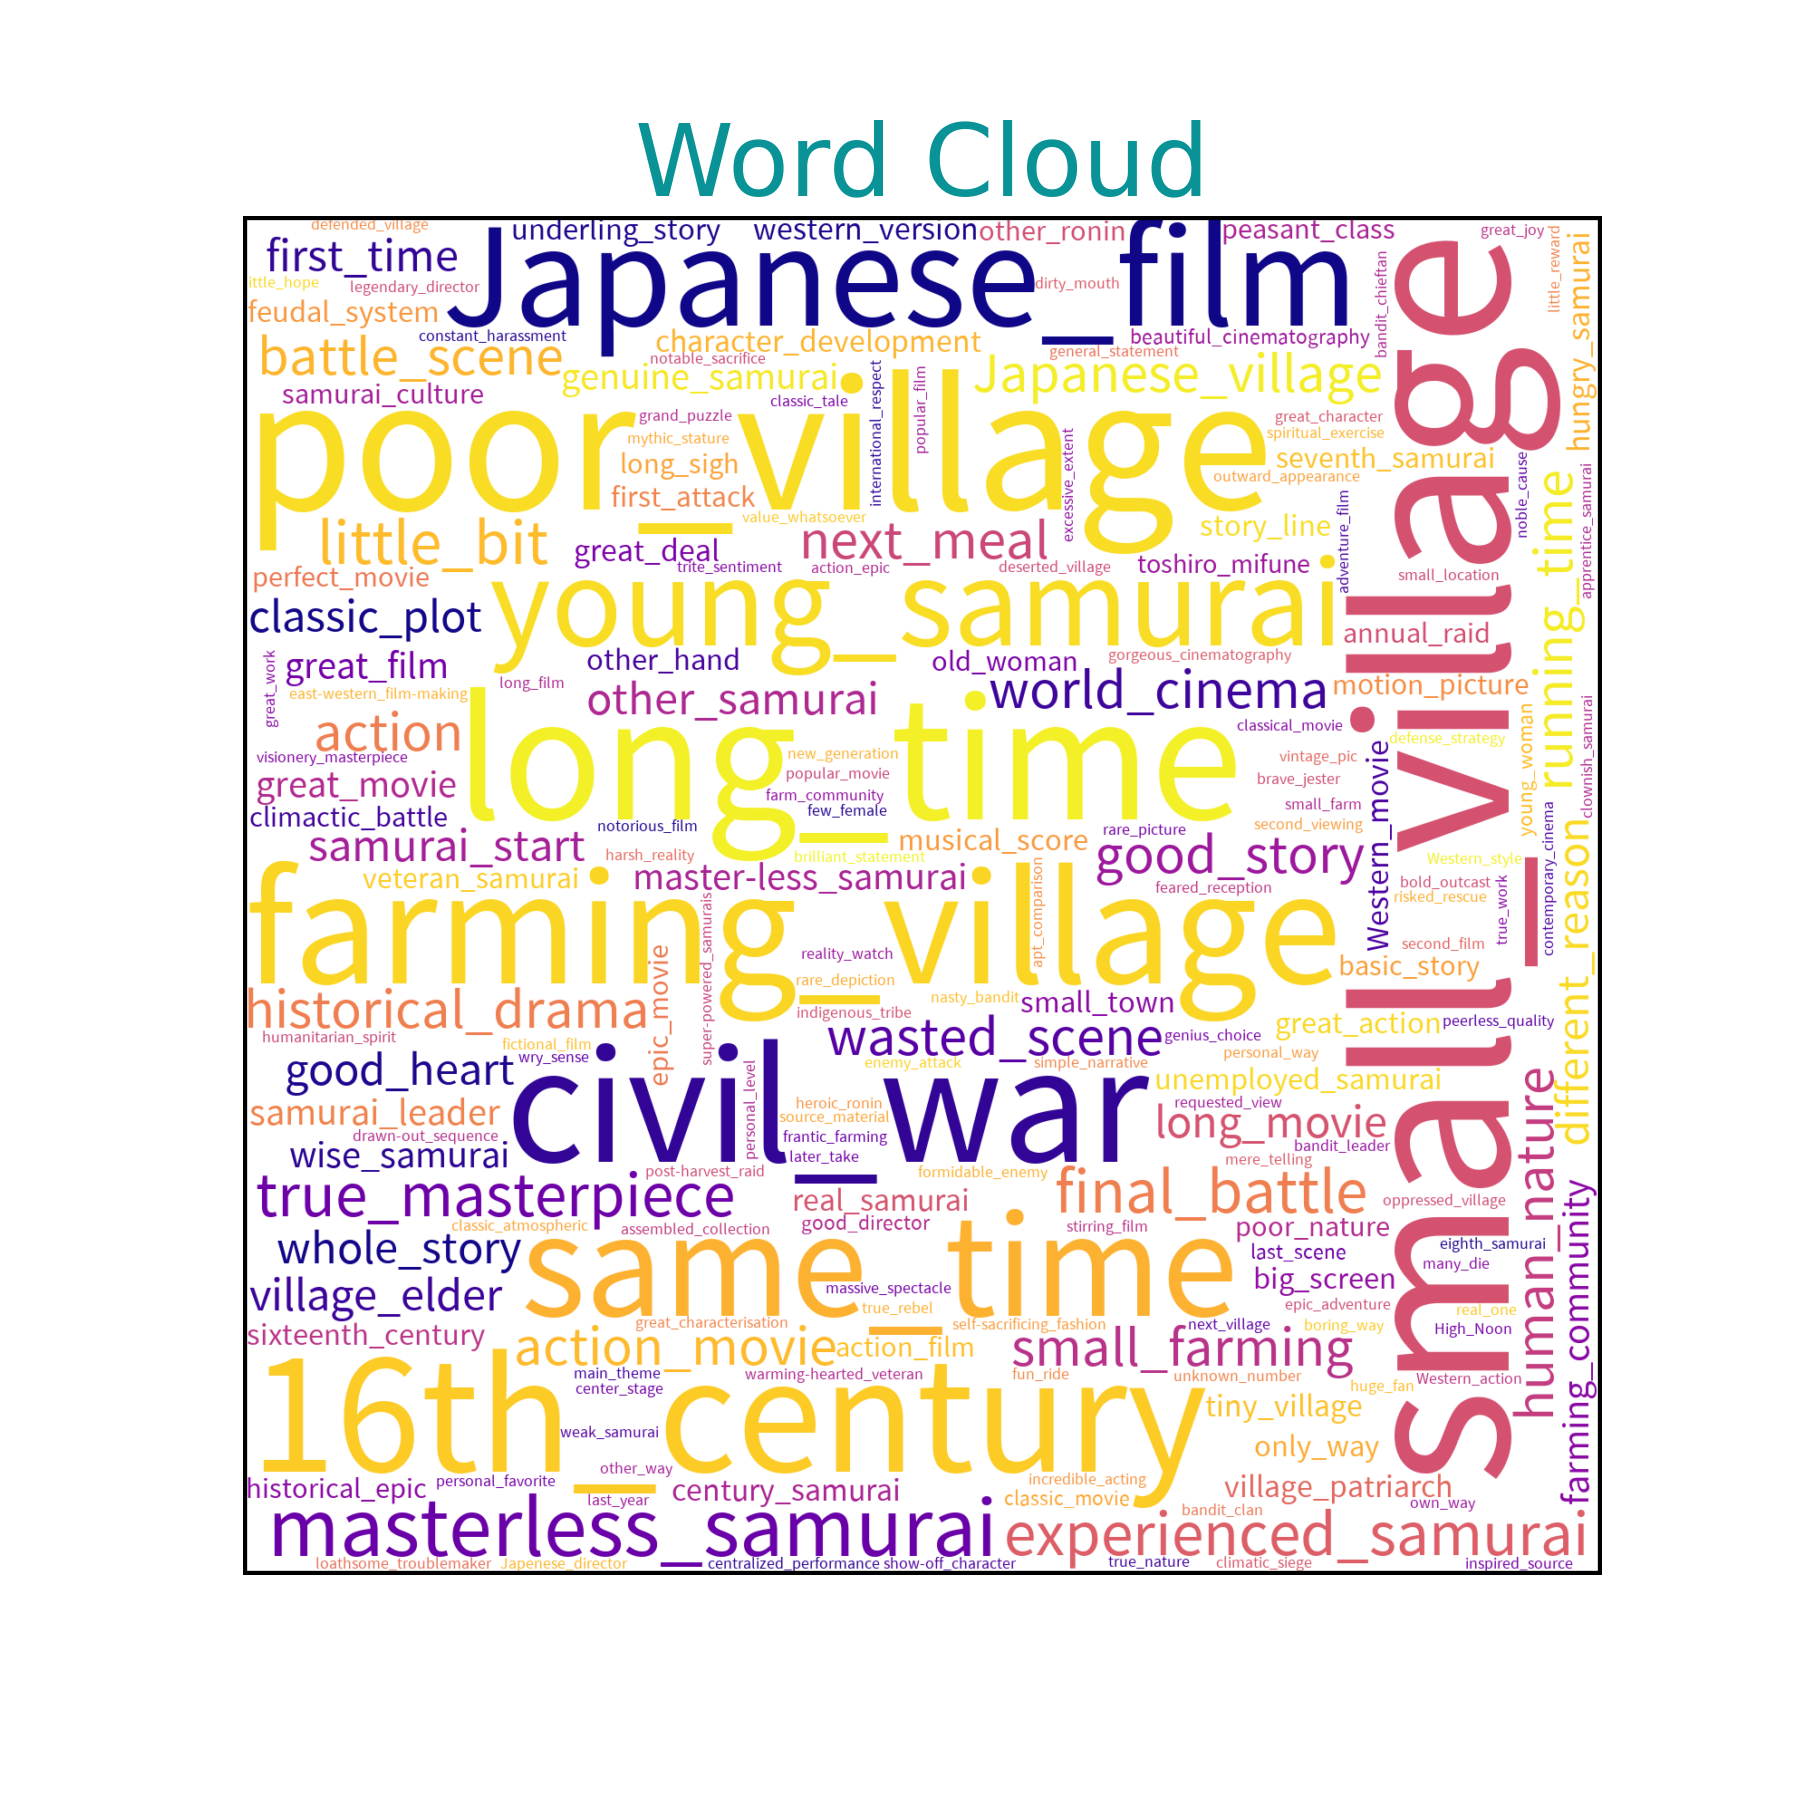 Word Cloud
defended_village
underling_story
western_version
other_ronin
peasant_class
great_joy
first_time
Japanese_film
little_reward
hungry_samurai
ittle_hope
legendary_director
dirty_mouth
bandit_chieftan
small_village
feudal_system
constant_harassment
character_development
beautiful_cinematography
battle_scene
notable_sacrifice
general_statement
genuine_samurai
Japanese_village
samurai_culture
classic_tale
international_respect
popular_film
poor_village
grand_puzzle
great_character
mythic_stature
spiritual_exercise
long_sigh
seventh_samurai
excessive_extent
noble_cause
apprentice_samurai
running_time
first_attack
outward_appearance
adventure_film
value_whatsoever
little_bit
next_meal
story_line
great_deal
perfect_movie
trite_sentiment
action_epic
deserted_village
toshiro_mifune
small_location
classic_plot
young_samurai
annual_raid
great_work
great_film
other_hand
old_woman
gorgeous_cinematography
east-western_film-making
long_film
other_samurai
world_cinema
motion_picture
young_woman
clownish_samurai
action
long_time
classical_movie
defense_strategy
Western_movie
visionery_masterpiece
new_generation
vintage_pic
great_movie
popular_movie
brave_jester
farm_community
small_farm
climactic_battle
few_female
notorious_film
second_viewing
contemporary_cinema
different_reason
samurai_start
musical_score
rare_picture
good_story
harsh_reality
brilliant_statement
Western_style
veteran_samurai
master-less_samurai
apt_comparison
feared_reception
bold_outcast
risked_rescue
true_work
farming_village
super-powered_samurais
epic_movie
reality_watch
second_film
basic_story
rare_depiction
nasty_bandit
small_town
historical_drama
indigenous_tribe
great_action
peerless_quality
humanitarian_spirit
fictional_film
wasted_scene
genius_choice
good_heart
wry_sense
enemy_attack
simple_narrative
personal_way
civil_war
personal_level
unemployed_samurai
human_nature
samurai_leader
heroic_ronin
requested_view
source_material
long_movie
drawn-out_sequence
frantic_farming
bandit_leader
wise_samurai
later_take
mere_telling
post-harvest_raid
formidable_enemy
true_masterpiece
real_samurai
final_battle
oppressed_village
farming_community
classic_atmospheric
assembled_collection
good_director
stirring_film
poor_nature
whole_story
same_time
last_scene
eighth_samurai
many_die
village_elder
massive_spectacle
big_screen
true_rebel
epic_adventure
real_one
sixteenth_century
great_characterisation
self-sacrificing_fashion
next_village
boring_way
High_Noon
action_movie
action_film
small_farming
16th_century
main_theme
warming-hearted_veteran
fun_ride
unknown_number
Western_action
center_stage
huge_fan
tiny_village
weak_samurai
only_way
other_way
historical_epic
personal_favorite
incredible_acting
village_patriarch
last_year
century_samurai
classic_movie
bandit_clan
own_way
masterless_samurai
experienced_samurai
loathsome_troublemaker
Japenese_director
centralized_performance
show-off_character
true_nature
climatic_siege
inspired_source